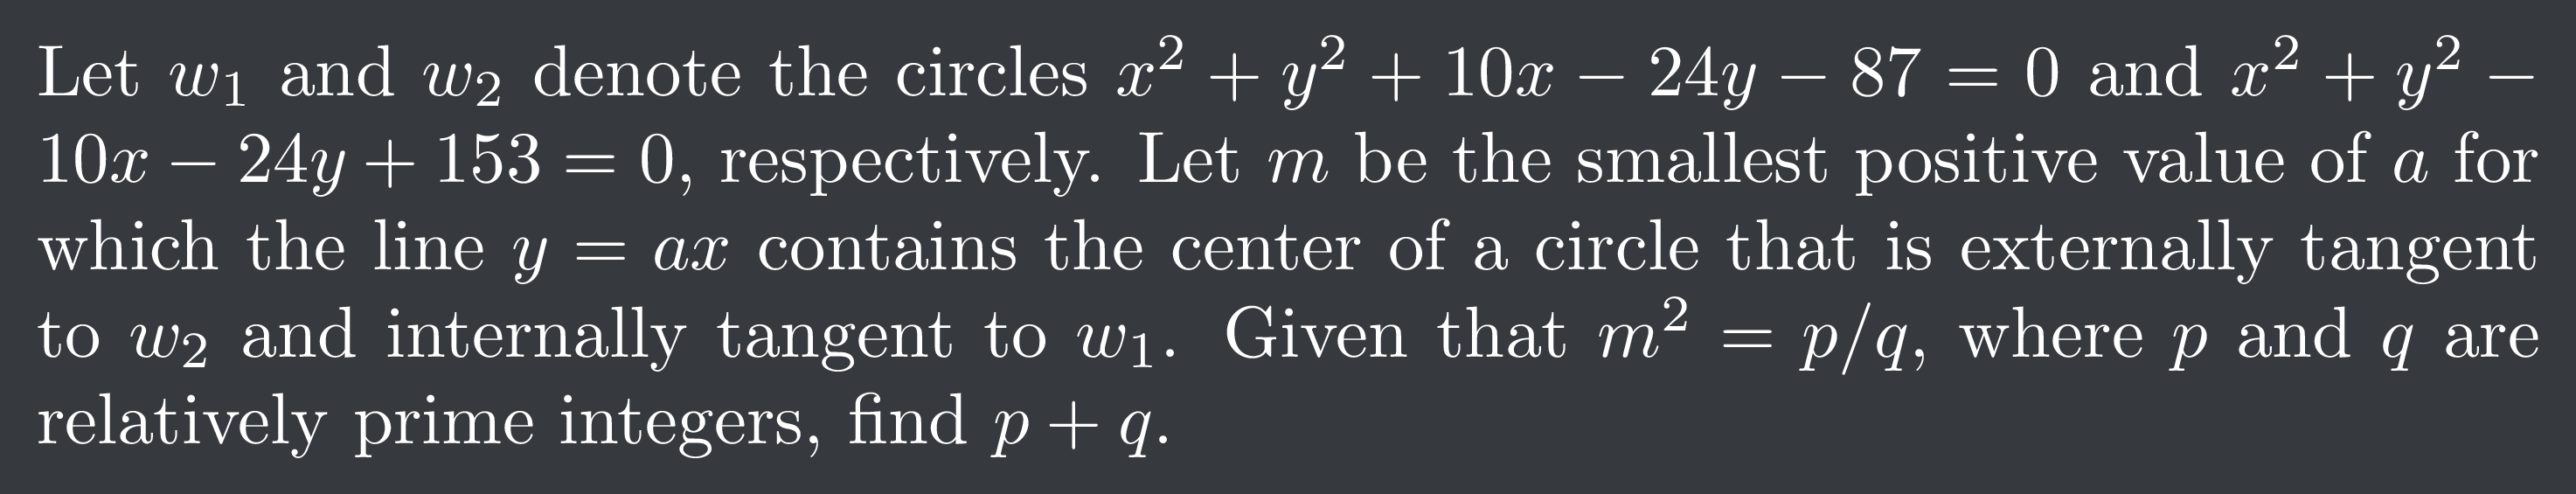 Let w₁ and w₂ denote the circles x² + y² + 10x − 24y − 87 = 0 and x² + y² −
10x − 24y + 153 = 0, respectively. Let m be the smallest positive value of a for
which the line y = ax contains the center of a circle that is externally tangent
to w₂ and internally tangent to w₁. Given that m² = p/q, where p and q are
relatively prime integers, find p + q.